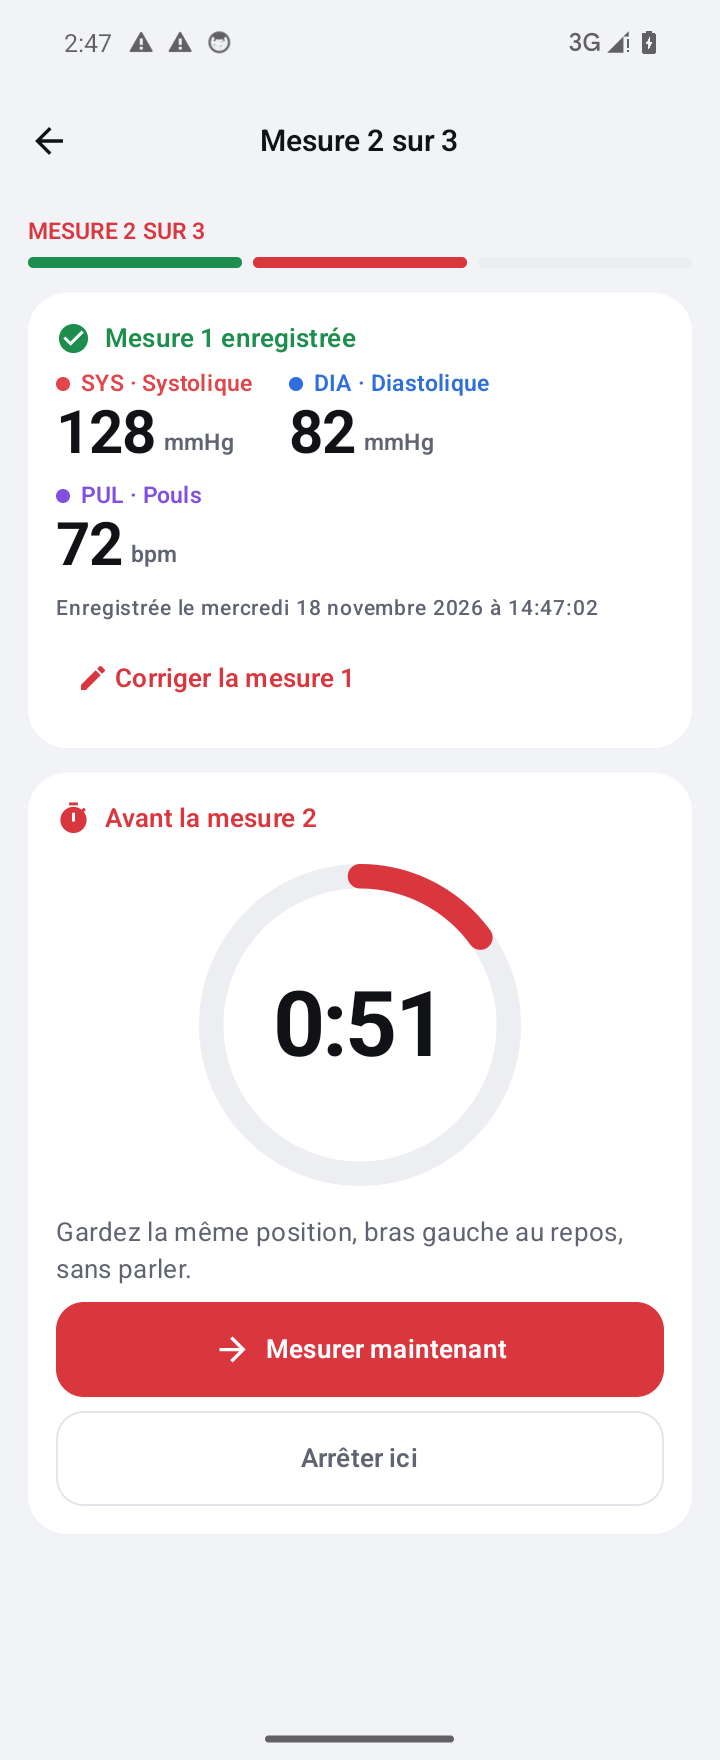 2:47
3G
Mesure 2 sur 3
MESURE 2 SUR 3
Mesure 1 enregistrée
SYS · Systolique
DIA · Diastolique
128 mmHg
82 mmHg
PUL · Pouls
72 bpm
Enregistrée le mercredi 18 novembre 2026 à 14:47:02
Corriger la mesure 1
Avant la mesure 2
0:51
Gardez la même position, bras gauche au repos,
sans parler.
Mesurer maintenant
Arrêter ici